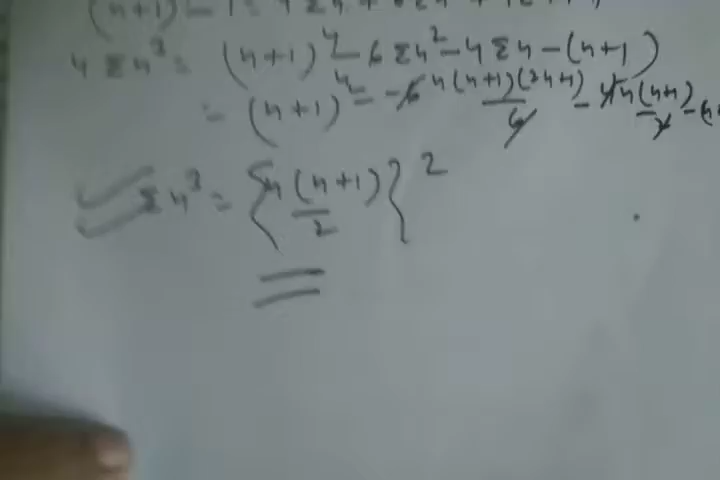 4 Σn³ = (n+1)⁴ - 6 Σn² - 4 Σn - (n+1)
= (n+1)⁴ - 6 n(n+1)(2n+1)/6 - 4 n(n+1)/2 -
Σn³ = {n(n+1)/2}²